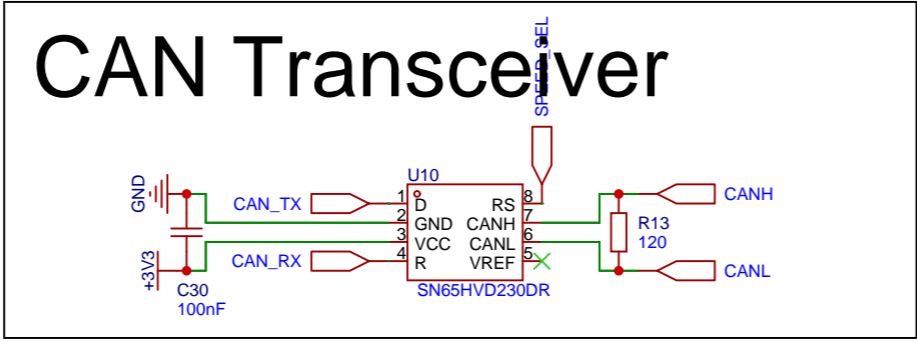 CAN Transceiver
SPEED_SEL
U10
GND
CAN_TX
1
D
RS
8
CANH
2
GND
CANH
7
R13
120
3
VCC
CANL
6
CAN_RX
4
R
VREF
5
CANL
+3V3
C30
100nF
SN65HVD230DR